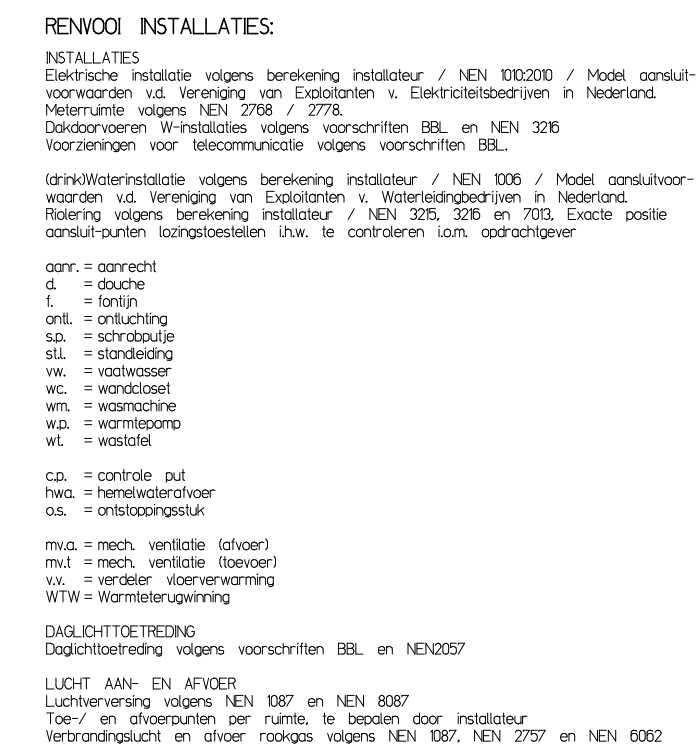 RENVOOI INSTALLATIES:
INSTALLATIES
Elektrische installatie volgens berekening installateur / NEN 1010:2010 / Model aansluit-
voorwaarden v.d. Vereniging van Exploitanten v. Elektriciteitsbedrijven in Nederland.
Meterruimte volgens NEN 2768 / 2778.
Dakdoorvoeren W-installaties volgens voorschriften BBL en NEN 3216
Voorzieningen voor telecommunicatie volgens voorschriften BBL.
(drink)Waterinstallatie volgens berekening installateur / NEN 1006 / Model aansluitvoor-
waarden v.d. Vereniging van Exploitanten v. Waterleidingbedrijven in Nederland.
Riolering volgens berekening installateur / NEN 3215, 3216 en 7013, Exacte positie
aansluit-punten lozingstoestellen i.h.w. te controleren i.o.m. opdrachtgever
aanr. = aanrecht
d. = douche
f. = fontijn
ontl. = ontluchting
s.p. = schrobputje
st.l. = standleiding
vw. = vaatwasser
wc. = wandcloset
wm. = wasmachine
w.p. = warmtepomp
wt. = wastafel
c.p. = controle put
hwa. = hemelwaterafvoer
o.s. = ontstoppingsstuk
mv.a. = mech. ventilatie (afvoer)
mv.t = mech. ventilatie (toevoer)
v.v. = verdeler vloerverwarming
WTW = Warmteterugwinning
DAGLICHTTOETREDING
Daglichttoetreding volgens voorschriften BBL en NEN2057
LUCHT AAN- EN AFVOER
Luchtverversing volgens NEN 1087 en NEN 8087
Toe-/ en afvoerpunten per ruimte, te bepalen door installateur
Verbrandingslucht en afvoer rookgas volgens NEN 1087, NEN 2757 en NEN 6062